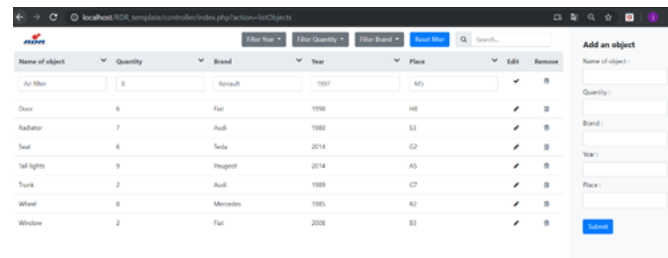 localhost/RDR_template/controller/index.php?action=listObjects
RDR Filter Year Filter Quantity Filter Brand Reset filter Search...
Add an object
Name of object Quantity Brand Year Place Edit Remove
Name of object :
Air filter 8 Renault 1997 M5
Quantity :
Door 6 Fiat 1998 H8
Radiator 7 Audi 1980 S3
Brand :
Seat 6 Tesla 2014 G2
Year :
Tail lights 9 Peugeot 2014 A5
Trunk 2 Audi 1989 G7
Place :
Wheel 8 Mercedes 1985 R2
Window 2 Fiat 2008 B3
Submit